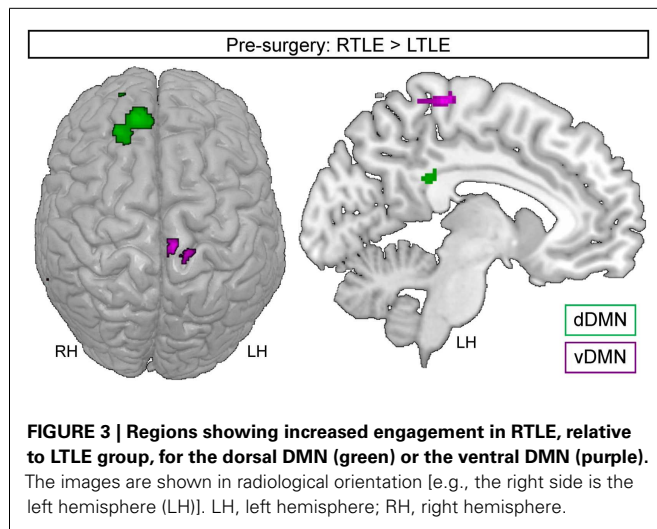 Pre-surgery: RTLE > LTLE
RH
LH
LH
dDMN
vDMN
FIGURE 3 | Regions showing increased engagement in RTLE, relative
to LTLE group, for the dorsal DMN (green) or the ventral DMN (purple).
The images are shown in radiological orientation [e.g., the right side is the
left hemisphere (LH)]. LH, left hemisphere; RH, right hemisphere.